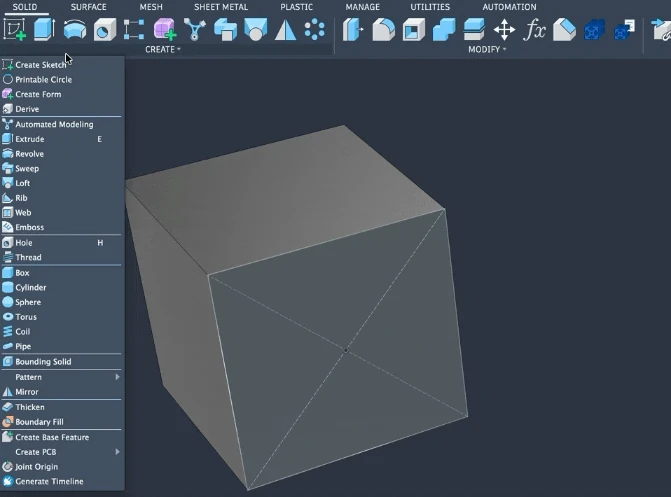 SOLID SURFACE MESH SHEET METAL PLASTIC MANAGE UTILITIES AUTOMATION
fx
CREATE MODIFY
Create Sketch
Printable Circle
Create Form
Derive
Automated Modeling
Extrude E
Revolve
Sweep
Loft
Rib
Web
Emboss
Hole H
Thread
Box
Cylinder
Sphere
Torus
Coil
Pipe
Bounding Solid
Pattern
Mirror
Thicken
Boundary Fill
Create Base Feature
Create PCB
Joint Origin
Generate Timeline